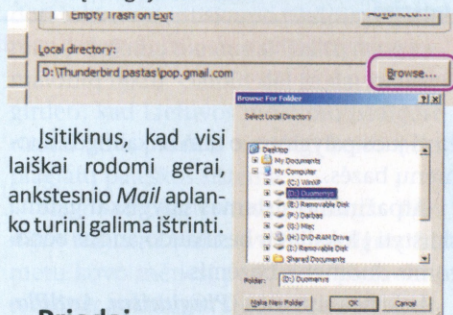 Empty Trash on Exit
Local directory:
D:\Thunderbird pastas\pop.gmail.com
Browse...
Browse For Folder
Select Local Directory
Desktop
My Documents
My Computer
(C:) WinXP
(D:) Duomenys
(E:) Removable Disk
(F:) Darbas
(G:) Misc
(H:) DVD-RAM Drive
(I:) Removable Disk
Shared Documents
Folder: (D:) Duomenys
Make New Folder OK Cancel
Įsitikinus, kad visi
laiškai rodomi gerai,
ankstesnio Mail aplan-
ko turinį galima ištrinti.